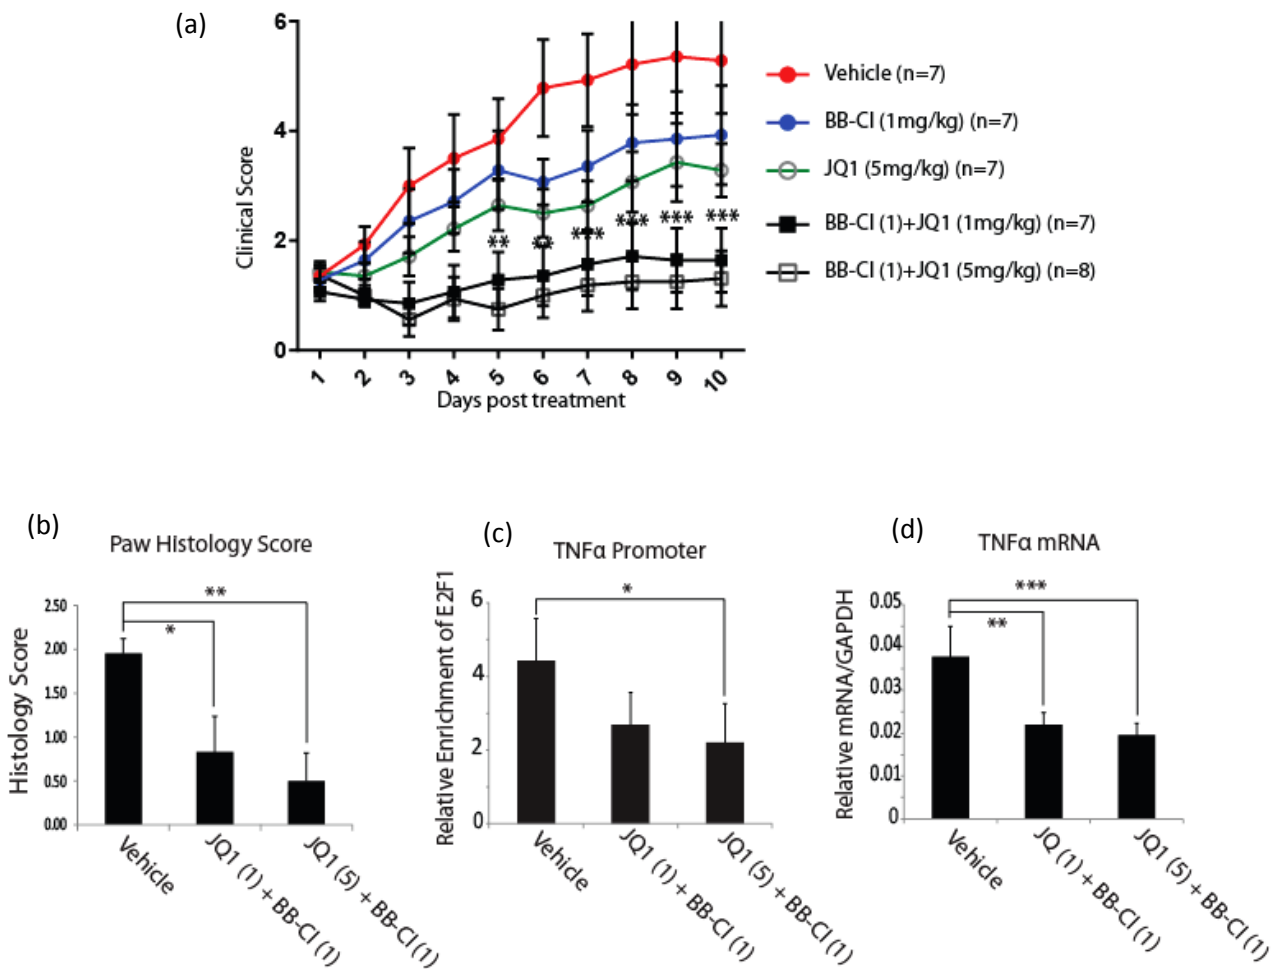 (a)
6
4
2
0
Clinical Score
** ** *** *** *** ***
1 2 3 4 5 6 7 8 9 10
Days post treatment
Vehicle (n=7)
BB-Cl (1mg/kg) (n=7)
JQ1 (5mg/kg) (n=7)
BB-Cl (1)+JQ1 (1mg/kg) (n=7)
BB-Cl (1)+JQ1 (5mg/kg) (n=8)
(b)
Paw Histology Score
**
*
2.50
2.00
1.50
1.00
0.50
0.00
Histology Score
Vehicle
JQ1 (1) + BB-Cl (1)
JQ1 (5) + BB-Cl (1)
(c)
TNFα Promoter
*
6
4
2
0
Relative Enrichment of E2F1
Vehicle
JQ1 (1) + BB-Cl (1)
JQ1 (5) + BB-Cl (1)
(d)
TNFα mRNA
***
**
0.05
0.04
0.03
0.02
0.01
0
Relative mRNA/GAPDH
Vehicle
JQ (1) + BB-Cl (1)
JQ1 (5) + BB-Cl (1)